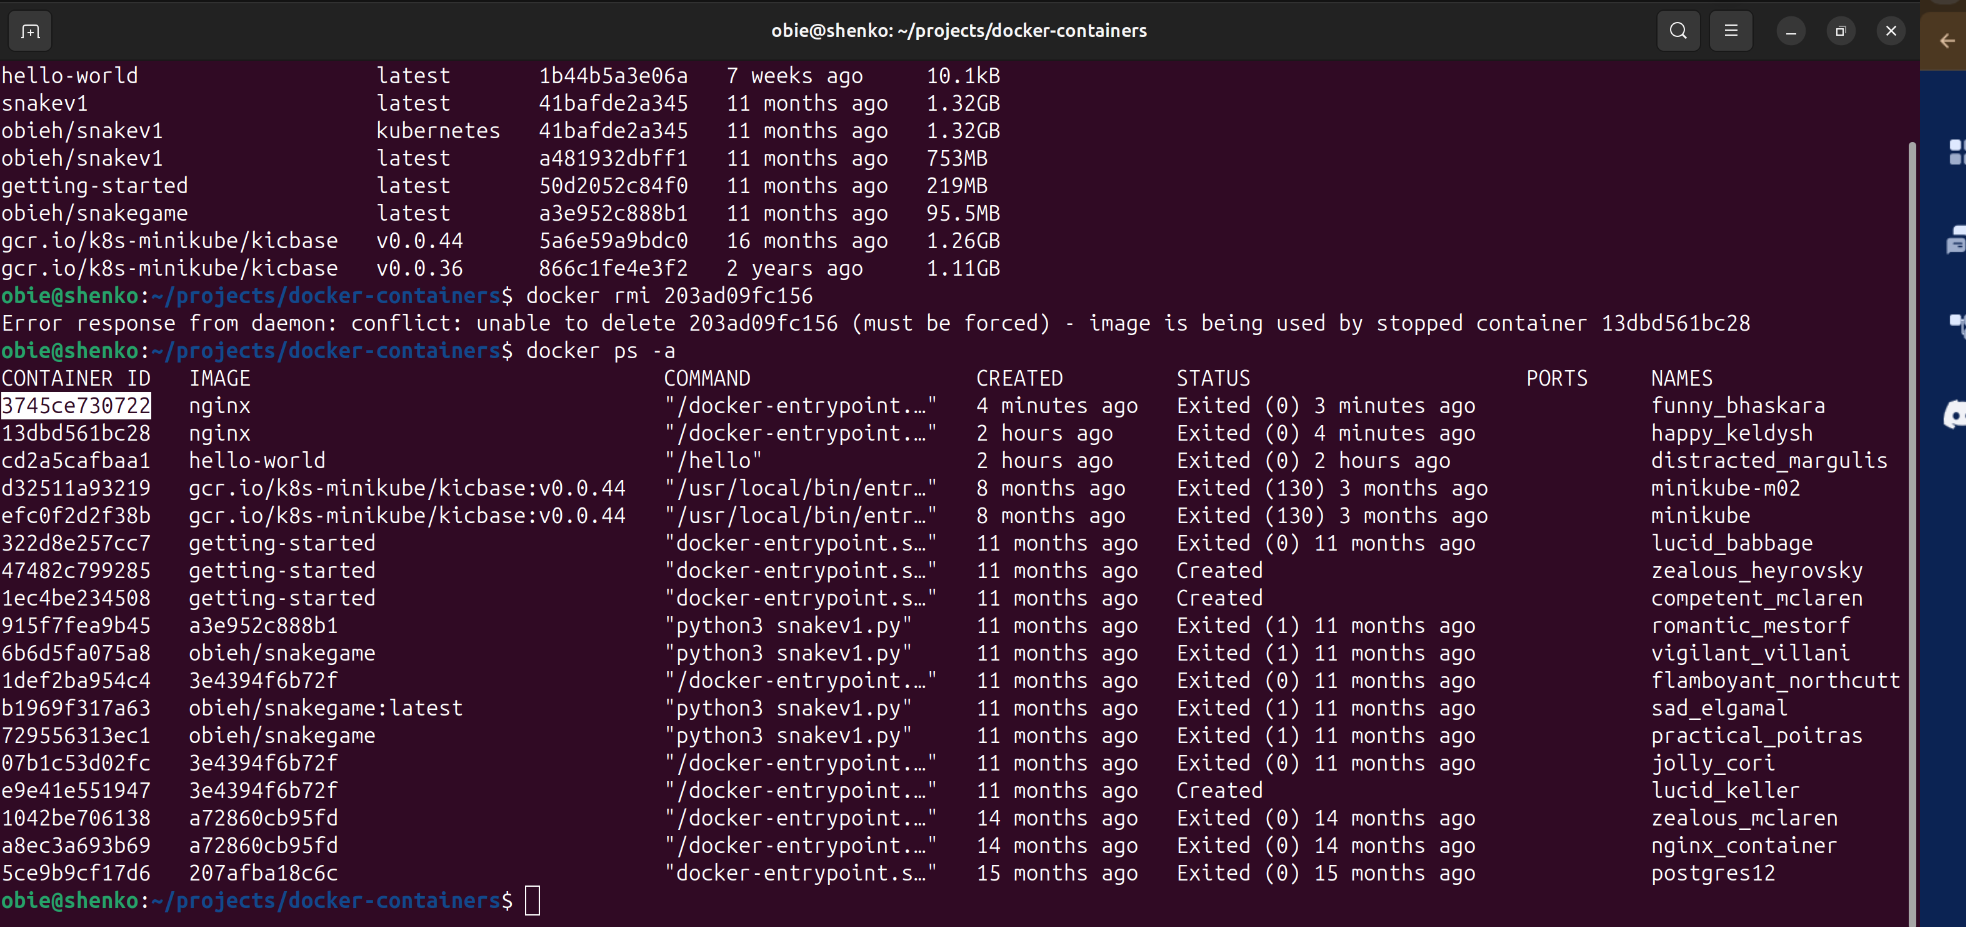 obie@shenko: ~/projects/docker-containers
hello-world                   latest       1b44b5a3e06a   7 weeks ago     10.1kB
snakev1                       latest       41bafde2a345   11 months ago   1.32GB
obieh/snakev1                 kubernetes   41bafde2a345   11 months ago   1.32GB
obieh/snakev1                 latest       a481932dbff1   11 months ago   753MB
getting-started               latest       50d2052c84f0   11 months ago   219MB
obieh/snakegame               latest       a3e952c888b1   11 months ago   95.5MB
gcr.io/k8s-minikube/kicbase   v0.0.44      5a6e59a9bdc0   16 months ago   1.26GB
gcr.io/k8s-minikube/kicbase   v0.0.36      866c1fe4e3f2   2 years ago     1.11GB
obie@shenko:~/projects/docker-containers$ docker rmi 203ad09fc156
Error response from daemon: conflict: unable to delete 203ad09fc156 (must be forced) - image is being used by stopped container 13dbd561bc28
obie@shenko:~/projects/docker-containers$ docker ps -a
CONTAINER ID   IMAGE                                 COMMAND                  CREATED         STATUS                      PORTS     NAMES
3745ce730722   nginx                                 "/docker-entrypoint.…"   4 minutes ago   Exited (0) 3 minutes ago              funny_bhaskara
13dbd561bc28   nginx                                 "/docker-entrypoint.…"   2 hours ago     Exited (0) 4 minutes ago              happy_keldysh
cd2a5cafbaa1   hello-world                           "/hello"                 2 hours ago     Exited (0) 2 hours ago                distracted_margulis
d32511a93219   gcr.io/k8s-minikube/kicbase:v0.0.44   "/usr/local/bin/entr…"   8 months ago    Exited (130) 3 months ago             minikube-m02
efc0f2d2f38b   gcr.io/k8s-minikube/kicbase:v0.0.44   "/usr/local/bin/entr…"   8 months ago    Exited (130) 3 months ago             minikube
322d8e257cc7   getting-started                       "docker-entrypoint.s…"   11 months ago   Exited (0) 11 months ago              lucid_babbage
47482c799285   getting-started                       "docker-entrypoint.s…"   11 months ago   Created                               zealous_heyrovsky
1ec4be234508   getting-started                       "docker-entrypoint.s…"   11 months ago   Created                               competent_mclaren
915f7fea9b45   a3e952c888b1                          "python3 snakev1.py"     11 months ago   Exited (1) 11 months ago              romantic_mestorf
6b6d5fa075a8   obieh/snakegame                       "python3 snakev1.py"     11 months ago   Exited (1) 11 months ago              vigilant_villani
1def2ba954c4   3e4394f6b72f                          "/docker-entrypoint.…"   11 months ago   Exited (0) 11 months ago              flamboyant_northcutt
b1969f317a63   obieh/snakegame:latest                "python3 snakev1.py"     11 months ago   Exited (1) 11 months ago              sad_elgamal
729556313ec1   obieh/snakegame                       "python3 snakev1.py"     11 months ago   Exited (1) 11 months ago              practical_poitras
07b1c53d02fc   3e4394f6b72f                          "/docker-entrypoint.…"   11 months ago   Exited (0) 11 months ago              jolly_cori
e9e41e551947   3e4394f6b72f                          "/docker-entrypoint.…"   11 months ago   Created                               lucid_keller
1042be706138   a72860cb95fd                          "/docker-entrypoint.…"   14 months ago   Exited (0) 14 months ago              zealous_mclaren
a8ec3a693b69   a72860cb95fd                          "/docker-entrypoint.…"   14 months ago   Exited (0) 14 months ago              nginx_container
5ce9b9cf17d6   207afba18c6c                          "docker-entrypoint.s…"   15 months ago   Exited (0) 15 months ago              postgres12
obie@shenko:~/projects/docker-containers$